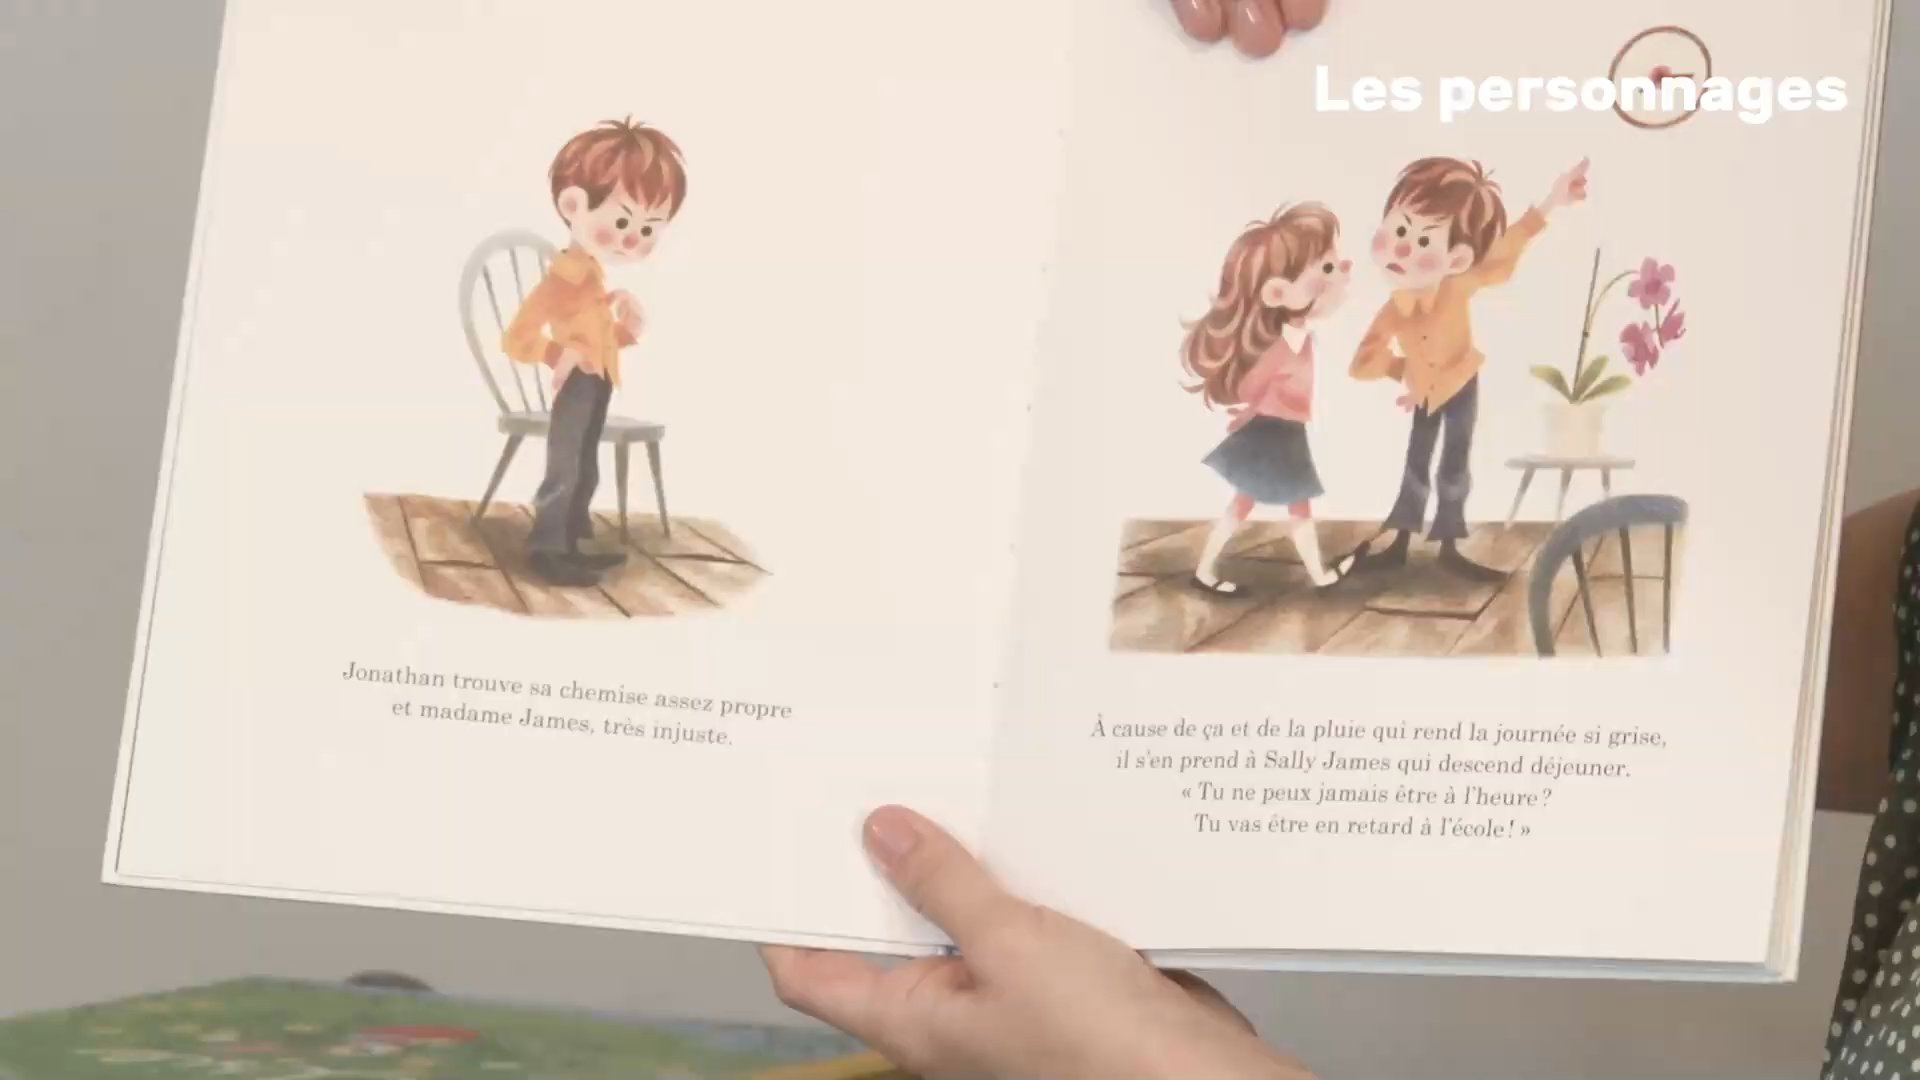 Les personnages
Jonathan trouve sa chemise assez propre
et madame James, très injuste.
À cause de ça et de la pluie qui rend la journée si grise,
il s'en prend à Sally James qui descend déjeuner.
« Tu ne peux jamais être à l'heure ?
Tu vas être en retard à l'école ! »